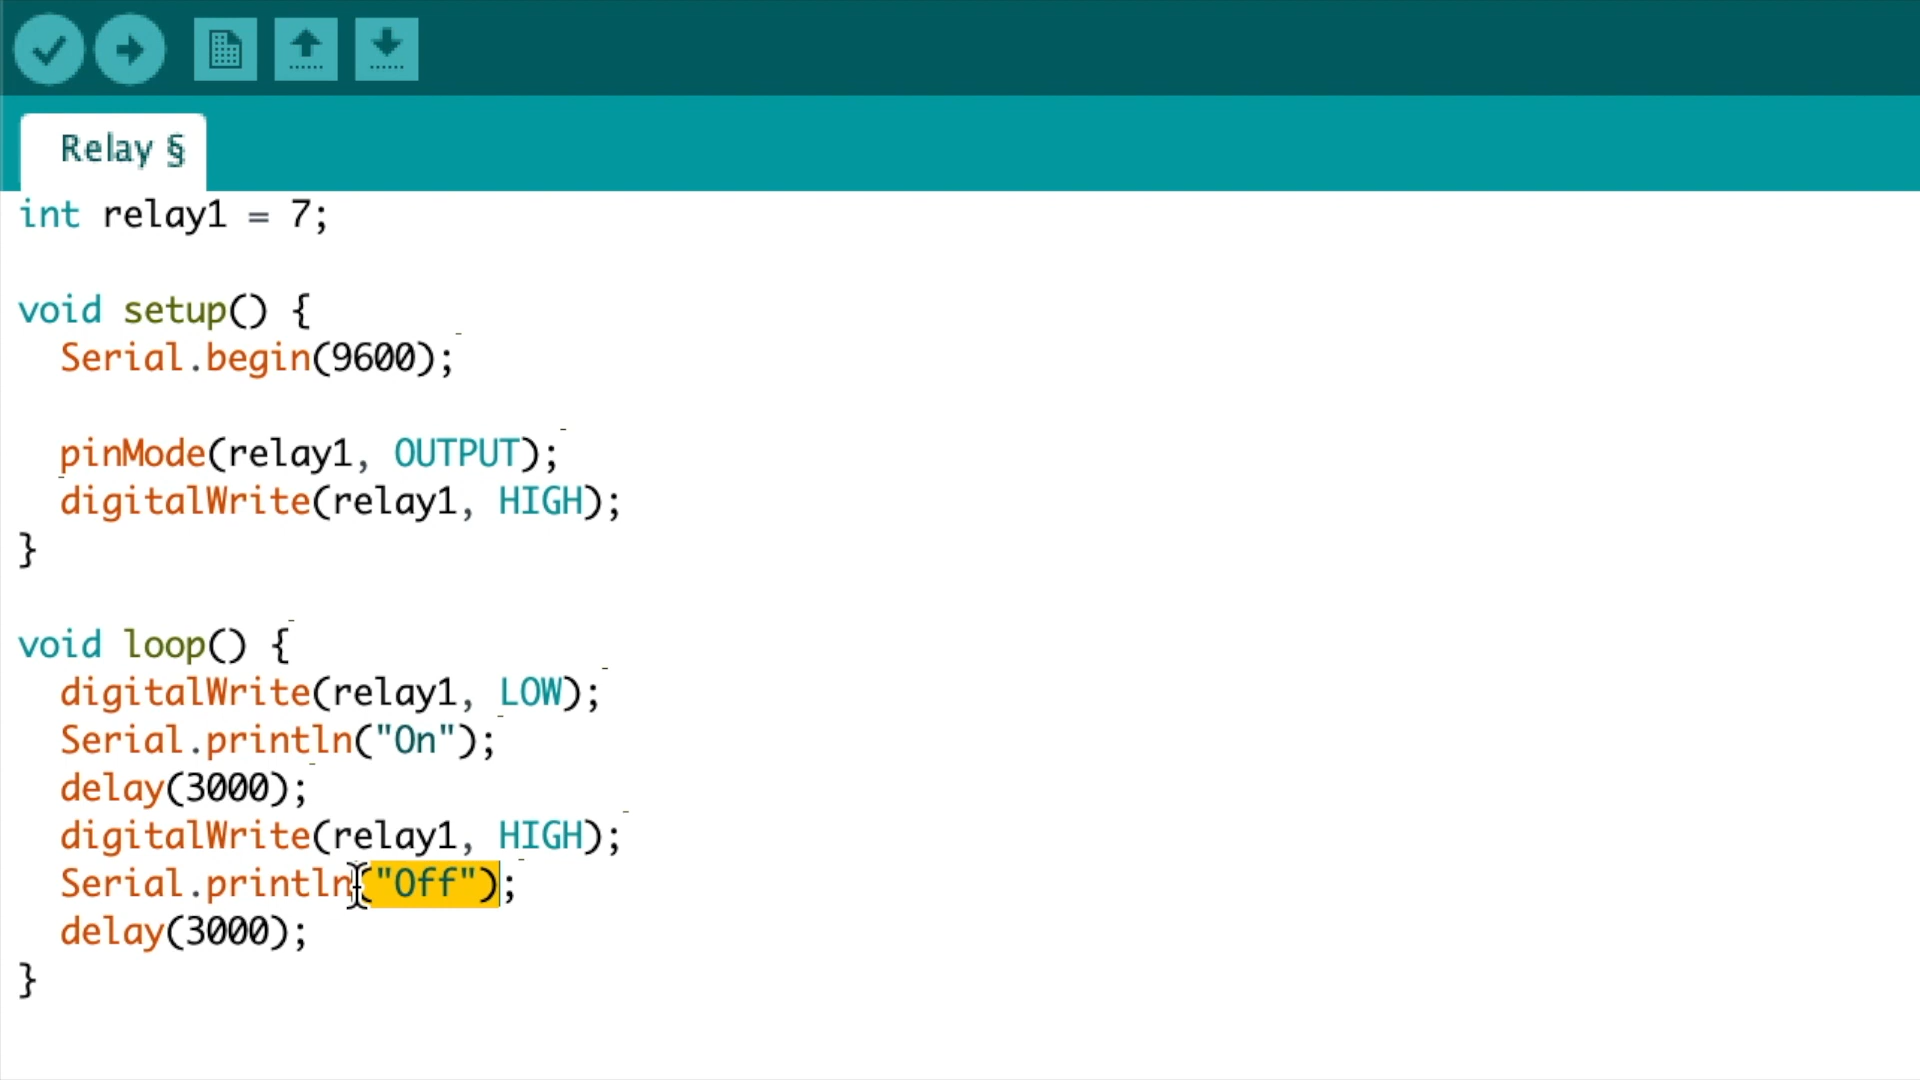 Relay §
int relay1 = 7;
void setup() {
Serial.begin(9600);
pinMode(relay1, OUTPUT);
digitalWrite(relay1, HIGH);
}
void loop() {
digitalWrite(relay1, LOW);
Serial.println("On");
delay(3000);
digitalWrite(relay1, HIGH);
Serial.println("Off");
delay(3000);
}